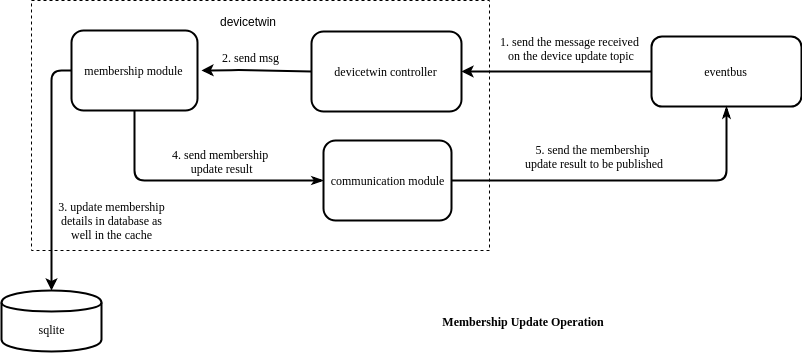 devicetwin
1. send the message received
on the device update topic
2. send msg
membership module
devicetwin controller
eventbus
4. send membership
update result
5. send the membership
update result to be published
communication module
3. update membership
details in database as
well in the cache
sqlite
Membership Update Operation